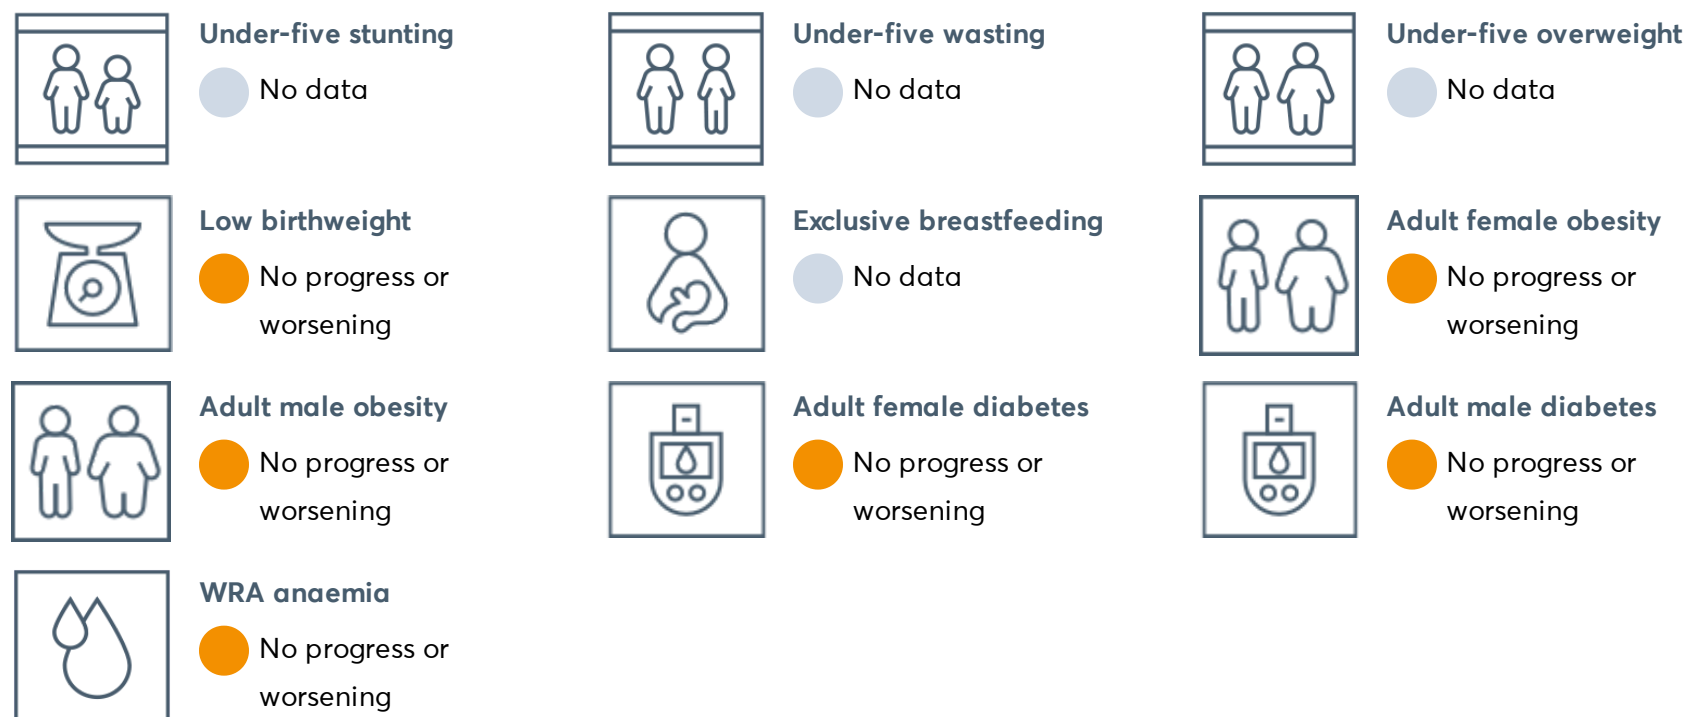 Under-five stunting
No data
Under-five wasting
No data
Under-five overweight
No data
Low birthweight
No progress or
worsening
Exclusive breastfeeding
No data
Adult female obesity
No progress or
worsening
Adult male obesity
No progress or
worsening
Adult female diabetes
No progress or
worsening
Adult male diabetes
No progress or
worsening
WRA anaemia
No progress or
worsening